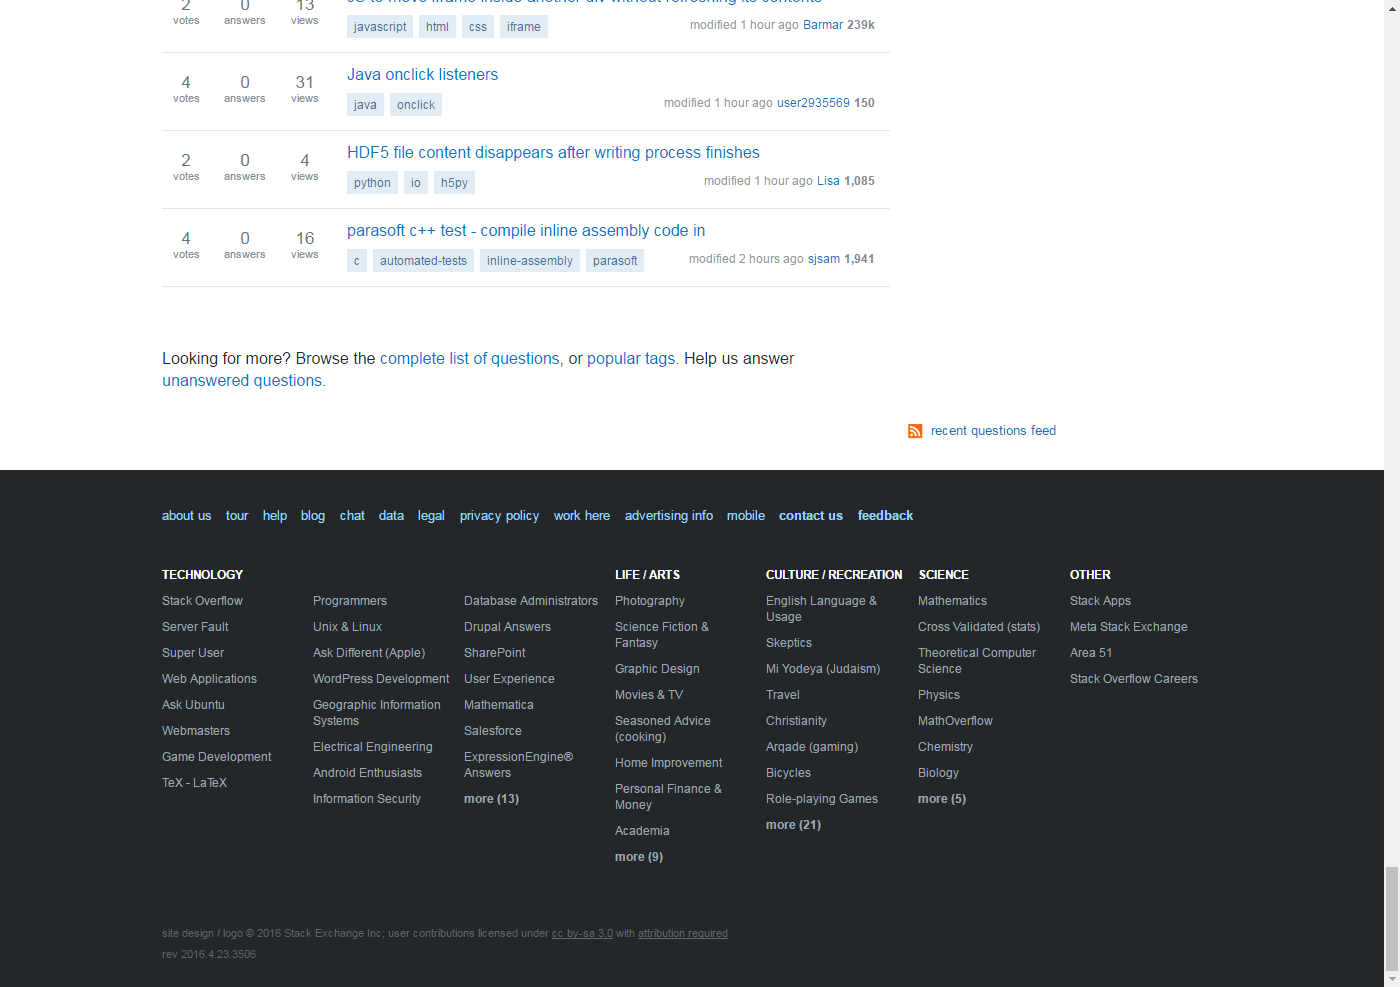 JS to move iframe inside another div without refreshing its contents
2 0 13
votes answers views
javascript html css iframe
modified 1 hour ago Barmar 239k
Java onclick listeners
4 0 31
votes answers views
java onclick
modified 1 hour ago user2935569 150
HDF5 file content disappears after writing process finishes
2 0 4
votes answers views
python io h5py
modified 1 hour ago Lisa 1,085
parasoft c++ test - compile inline assembly code in
4 0 16
votes answers views
c automated-tests inline-assembly parasoft
modified 2 hours ago sjsam 1,941
Looking for more? Browse the complete list of questions, or popular tags. Help us answer
unanswered questions.
recent questions feed
about us tour help blog chat data legal privacy policy work here advertising info mobile contact us feedback
TECHNOLOGY
Stack Overflow
Server Fault
Super User
Web Applications
Ask Ubuntu
Webmasters
Game Development
TeX - LaTeX
Programmers
Unix & Linux
Ask Different (Apple)
WordPress Development
Geographic Information
Systems
Electrical Engineering
Android Enthusiasts
Information Security
Database Administrators
Drupal Answers
SharePoint
User Experience
Mathematica
Salesforce
ExpressionEngine®
Answers
more (13)
LIFE / ARTS
Photography
Science Fiction &
Fantasy
Graphic Design
Movies & TV
Seasoned Advice
(cooking)
Home Improvement
Personal Finance &
Money
Academia
more (9)
CULTURE / RECREATION
English Language &
Usage
Skeptics
Mi Yodeya (Judaism)
Travel
Christianity
Arqade (gaming)
Bicycles
Role-playing Games
more (21)
SCIENCE
Mathematics
Cross Validated (stats)
Theoretical Computer
Science
Physics
MathOverflow
Chemistry
Biology
more (5)
OTHER
Stack Apps
Meta Stack Exchange
Area 51
Stack Overflow Careers
site design / logo © 2016 Stack Exchange Inc; user contributions licensed under cc by-sa 3.0 with attribution required
rev 2016.4.23.3506